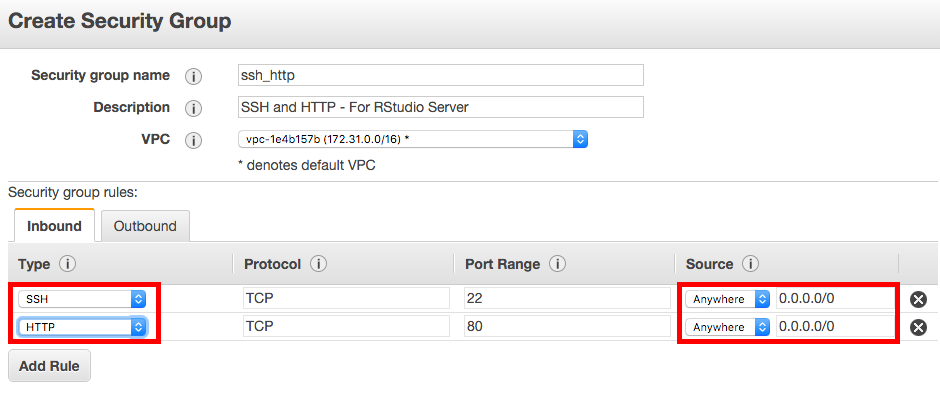 Create Security Group
Security group name i ssh_http
Description i SSH and HTTP - For RStudio Server
VPC i vpc-1e4b157b (172.31.0.0/16) *
* denotes default VPC
Security group rules:
Inbound Outbound
Type i Protocol i Port Range i Source i
SSH TCP 22 Anywhere 0.0.0.0/0
HTTP TCP 80 Anywhere 0.0.0.0/0
Add Rule